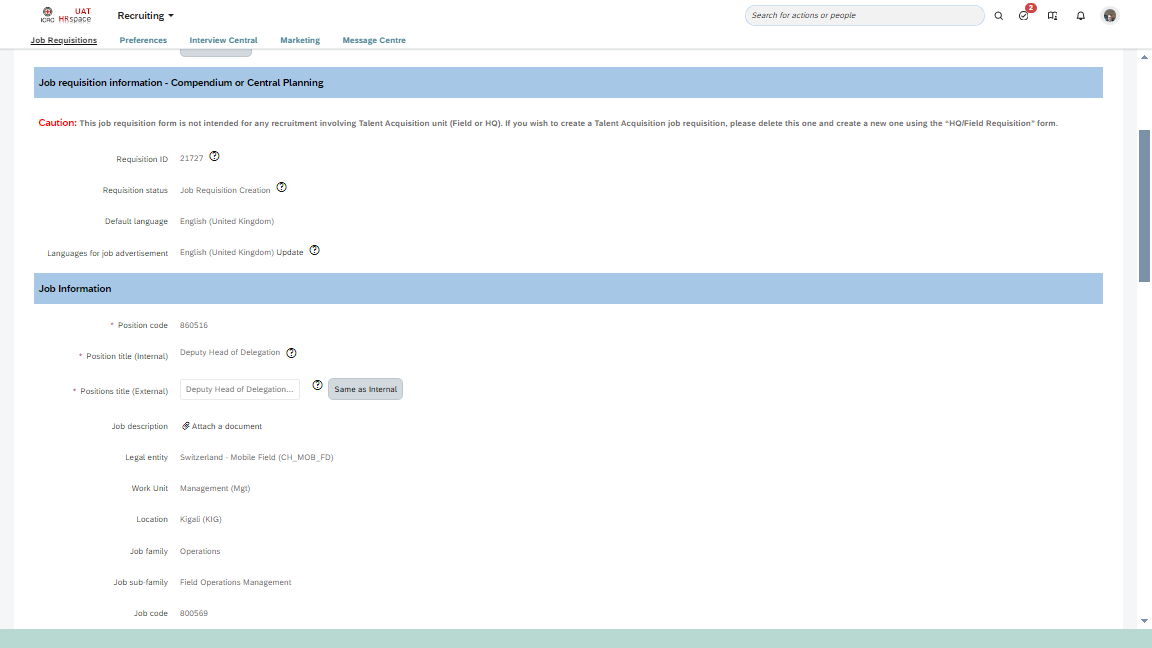 ICRC
UAT
HRspace
Recruiting
Search for actions or people
2
Job Requisitions
Preferences
Interview Central
Marketing
Message Centre
Job requisition information - Compendium or Central Planning
Caution: This job requisition form is not intended for any recruitment involving Talent Acquisition unit (Field or HQ). If you wish to create a Talent Acquisition job requisition, please delete this one and create a new one using the “HQ/Field Requisition” form.
Requisition ID 21727
Requisition status Job Requisition Creation
Default language English (United Kingdom)
Languages for job advertisement English (United Kingdom) Update
Job Information
* Position code 860516
* Position title (Internal) Deputy Head of Delegation
* Positions title (External) Deputy Head of Delegation... Same as Internal
Job description Attach a document
Legal entity Switzerland - Mobile Field (CH_MOB_FD)
Work Unit Management (Mgt)
Location Kigali (KIG)
Job family Operations
Job sub-family Field Operations Management
Job code 800569